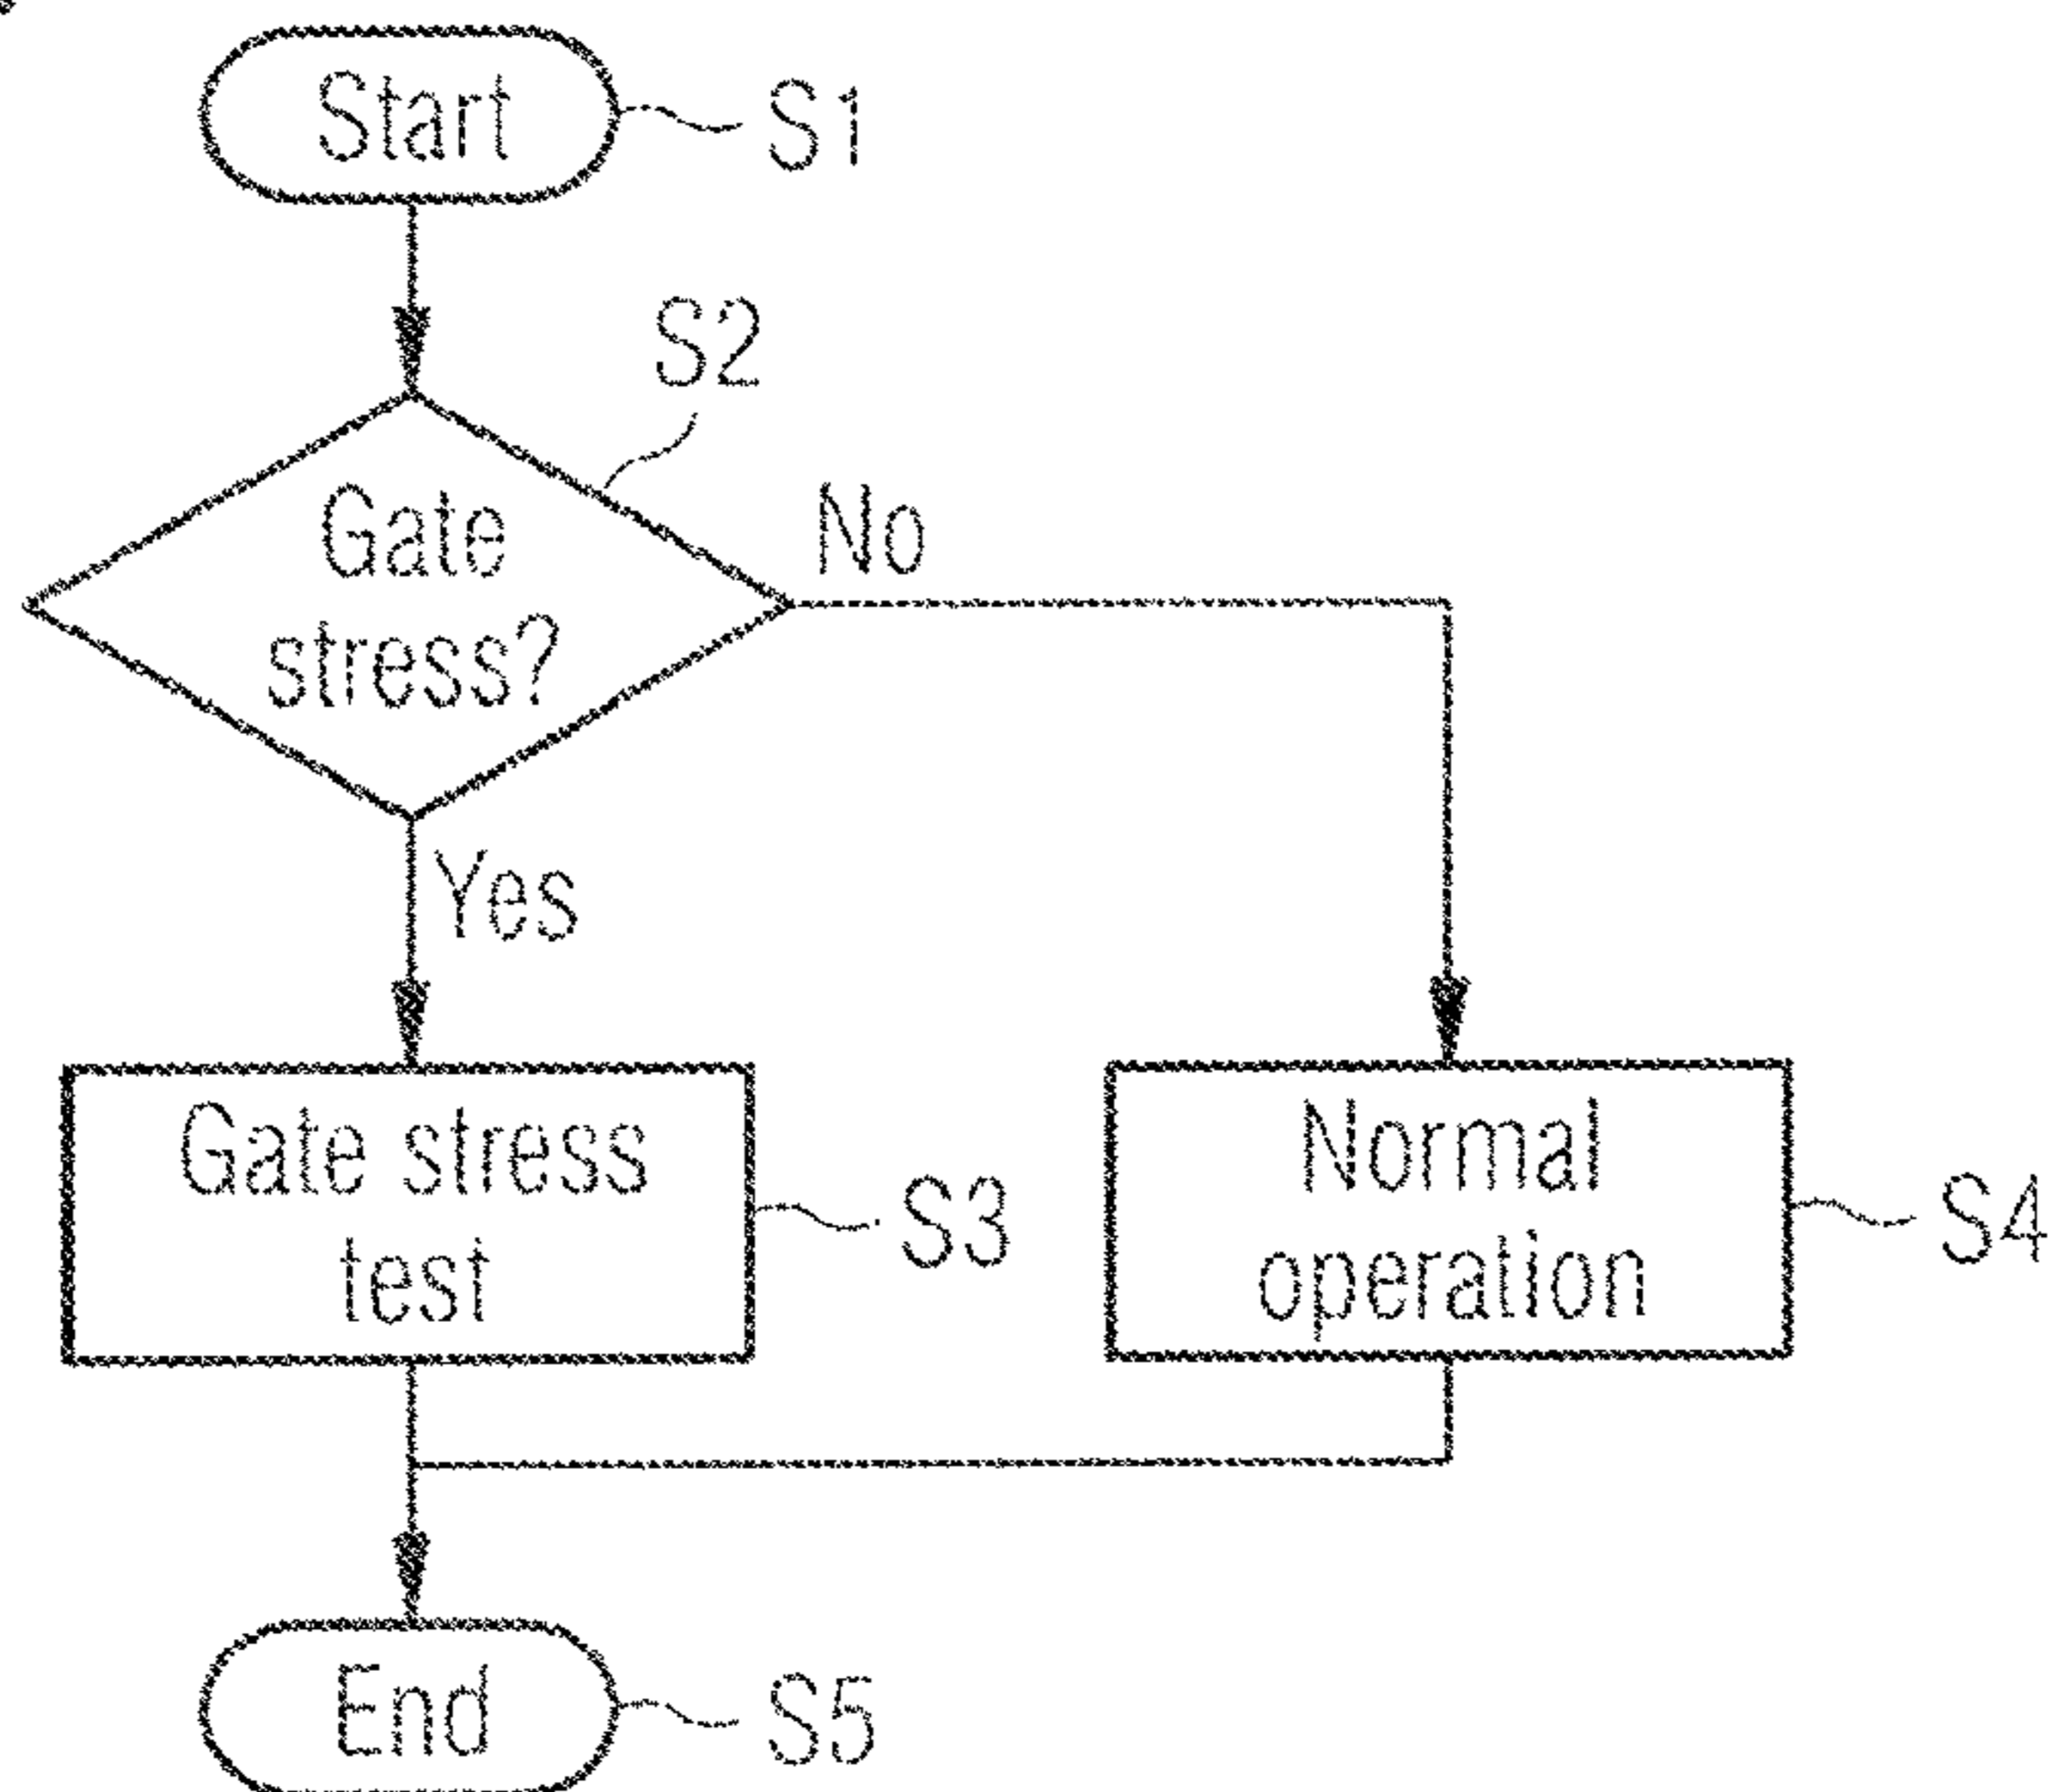 Start
S1
S2
Gate
stress?
No
Yes
Gate stress
test
S3
Normal
operation
S4
End
S5